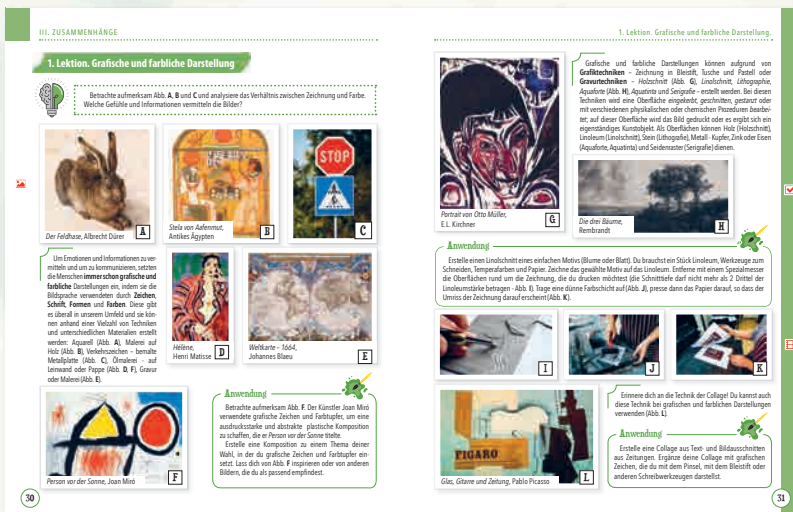 III. ZUSAMMENHÄNGE
1. Lektion. Grafische und farbliche Darstellung
Betrachte aufmerksam Abb. A, B und C und analysiere das Verhältnis zwischen Zeichnung und Farbe.
Welche Gefühle und Informationen vermitteln die Bilder?
A
Der Feldhase, Albrecht Dürer
B
Stela von Aafenmut,
Antikes Ägypten
STOP
C
Um Emotionen und Informationen zu ver-
mitteln und um zu kommunizieren, setzten
die Menschen immer schon grafische und
farbliche Darstellungen ein, indem sie die
Bildsprache verwendeten durch Zeichen,
Schrift, Formen und Farben. Diese gibt
es überall in unserem Umfeld und sie kön-
nen anhand einer Vielzahl von Techniken
und unterschiedlichen Materialien erstellt
werden: Aquarell (Abb. A), Malerei auf
Holz (Abb. B), Verkehrszeichen – bemalte
Metallplatte (Abb. C), Ölmalerei - auf
Leinwand oder Pappe (Abb. D, F), Gravur
oder Malerei (Abb. E).
Hélène,
Henri Matisse
D
Weltkarte – 1664,
Johannes Blaeu
E
Person vor der Sonne, Joan Miró
F
Anwendung
Betrachte aufmerksam Abb. F. Der Künstler Joan Miró
verwendete grafische Zeichen und Farbtupfer, um eine
ausdrucksstarke und abstrakte plastische Komposition
zu schaffen, die er Person vor der Sonne titelte.
Erstelle eine Komposition zu einem Thema deiner
Wahl, in der du grafische Zeichen und Farbtupfer ein-
setzt. Lass dich von Abb. F inspirieren oder von anderen
Bildern, die du als passend empfindest.
30
1. Lektion. Grafische und farbliche Darstellung.
Portrait von Otto Müller,
E.L. Kirchner
G
Grafische und farbliche Darstellungen können aufgrund von
Grafiktechniken – Zeichnung in Bleistift, Tusche und Pastell oder
Gravurtechniken – Holzschnitt (Abb. G), Linolschnitt, Lithographie,
Aquaforte (Abb. H), Aquatinta und Serigrafie – erstellt werden. Bei diesen
Techniken wird eine Oberfläche eingekerbt, geschnitten, gestanzt oder
mit verschiedenen physikalischen oder chemischen Prozeduren bearbei-
tet; auf dieser Oberfläche wird das Bild gedruckt oder es ergibt sich ein
eigenständiges Kunstobjekt. Als Oberflächen können Holz (Holzschnitt),
Linoleum (Linolschnitt), Stein (Lithografie), Metall - Kupfer, Zink oder Eisen
(Aquaforte, Aquatinta) und Seidenraster (Serigrafie) dienen.
Die drei Bäume,
Rembrandt
H
Anwendung
Erstelle einen Linolschnitt eines einfachen Motivs (Blume oder Blatt). Du brauchst ein Stück Linoleum, Werkzeuge zum
Schneiden, Temperafarben und Papier. Zeichne das gewählte Motiv auf das Linoleum. Entferne mit einem Spezialmesser
die Oberflächen rund um die Zeichnung, die du drucken möchtest (die Schnitttiefe darf nicht mehr als 2 Drittel der
Linoleumstärke betragen - Abb. I). Trage eine dünne Farbschicht auf (Abb. J), presse dann das Papier darauf, so dass der
Umriss der Zeichnung darauf erscheint (Abb. K).
I
J
K
FIGARO
Glas, Gitarre und Zeitung, Pablo Picasso
L
Erinnere dich an die Technik der Collage! Du kannst auch
diese Technik bei grafischen und farblichen Darstellungen
verwenden (Abb. L).
Anwendung
Erstelle eine Collage aus Text- und Bildausschnitten
aus Zeitungen. Ergänze deine Collage mit grafischen
Zeichen, die du mit dem Pinsel, mit dem Bleistift oder
anderen Schreibwerkzeugen darstellst.
31